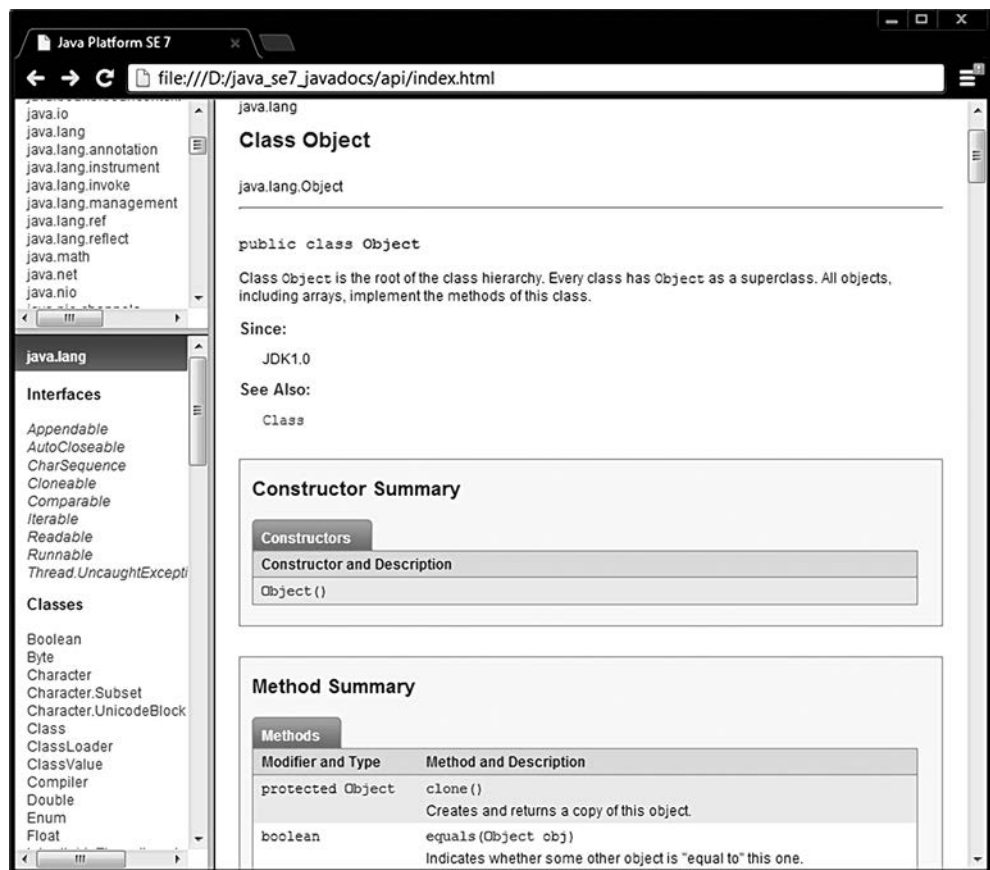 Java Platform SE 7
file:///D:/java_se7_javadocs/api/index.html
java.io
java.lang
java.lang.annotation
java.lang.instrument
java.lang.invoke
java.lang.management
java.lang.ref
java.lang.reflect
java.math
java.net
java.nio
java.lang
Interfaces
Appendable
AutoCloseable
CharSequence
Cloneable
Comparable
Iterable
Readable
Runnable
Thread.UncaughtExcepti
Classes
Boolean
Byte
Character
Character.Subset
Character.UnicodeBlock
Class
ClassLoader
ClassValue
Compiler
Double
Enum
Float
java.lang
Class Object
java.lang.Object
public class Object
Class Object is the root of the class hierarchy. Every class has Object as a superclass. All objects,
including arrays, implement the methods of this class.
Since:
JDK1.0
See Also:
Class
Constructor Summary
Constructors
Constructor and Description
Object()
Method Summary
Methods
Modifier and Type Method and Description
protected Object clone()
Creates and returns a copy of this object.
boolean equals(Object obj)
Indicates whether some other object is "equal to" this one.